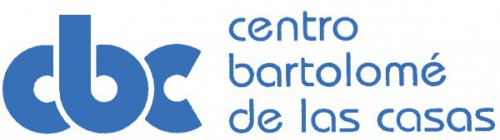 cbc
centro
bartolomé
de las casas